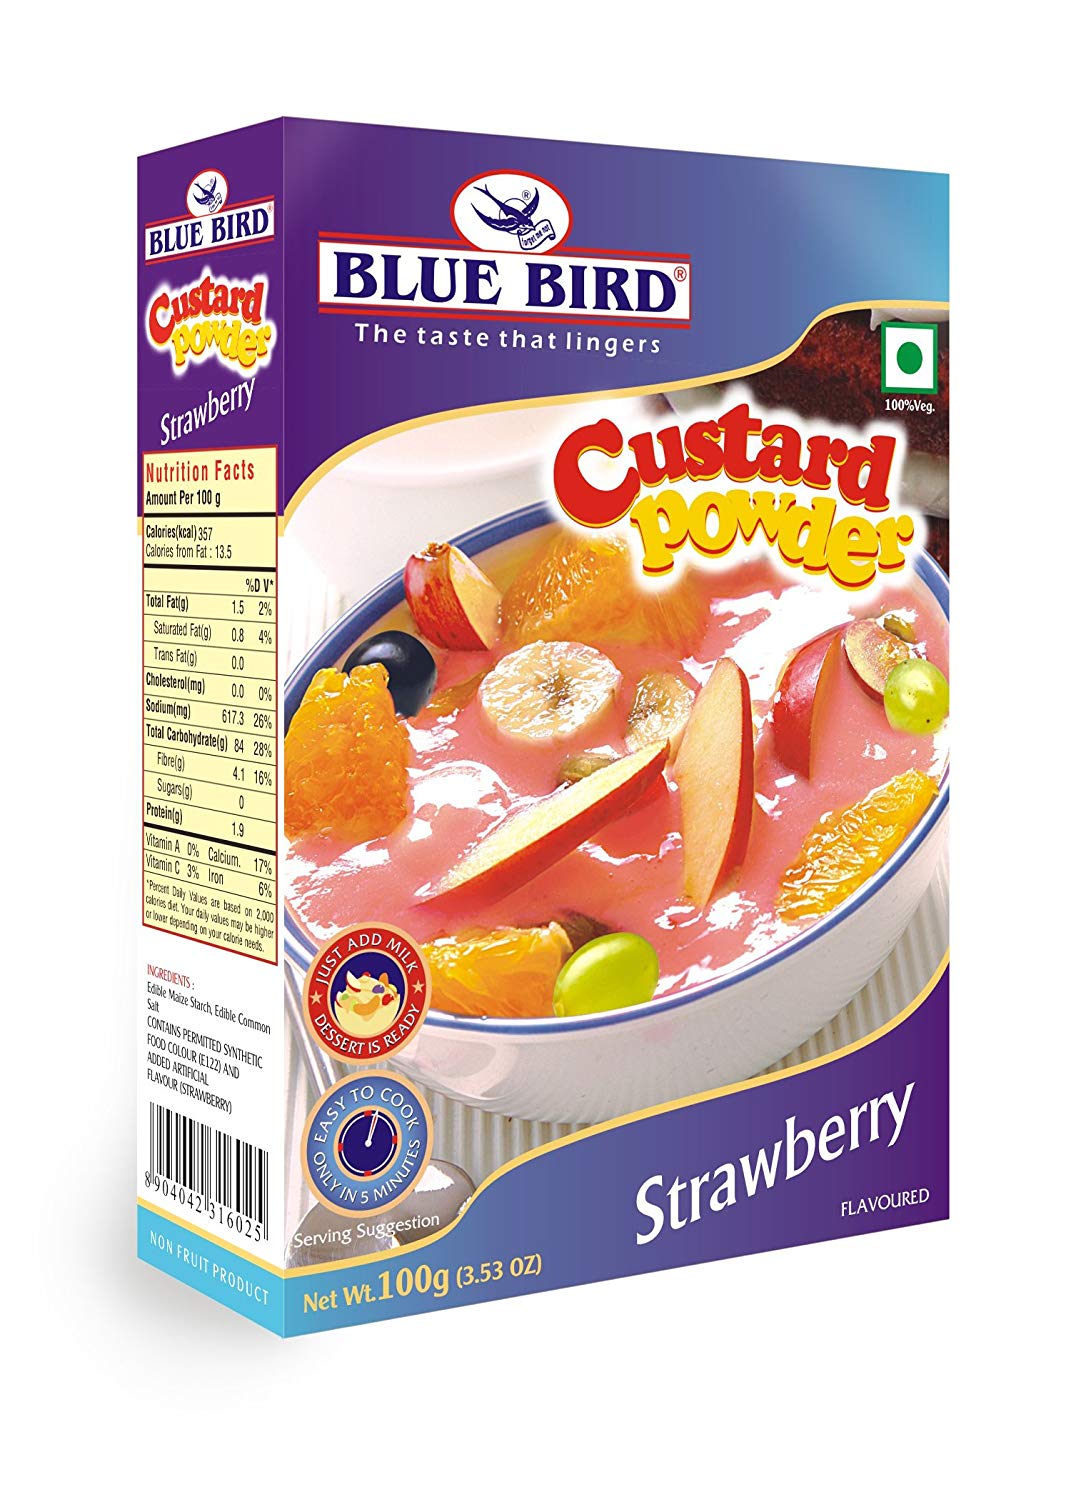 BLUE BIRD®
Custard
powder
Strawberry
Nutrition Facts
Amount Per 100 g
Calories(kcal) 357
Calories from Fat : 13.5
%D V*
Total Fat(g) 1.5 2%
Saturated Fat(g) 0.8 4%
Trans Fat(g) 0.0
Cholesterol(mg) 0.0 0%
Sodium(mg) 617.3 26%
Total Carbohydrate(g) 84 28%
Fibre(g) 4.1 16%
Sugars(g) 0
Protein(g) 1.9
Vitamin A 0% Calcium. 17%
Vitamin C 3% Iron 6%
*Percent Daily Values are based on 2,000
calories diet. Your daily values may be higher
or lower depending on your calorie needs.
INGREDIENTS :
Edible Maize Starch, Edible Common
Salt
CONTAINS PERMITTED SYNTHETIC
FOOD COLOUR (E122) AND
ADDED ARTIFICIAL
FLAVOUR (STRAWBERRY)
8 904042 316025
NON FRUIT PRODUCT
®
forget me not
BLUE BIRD®
The taste that lingers
100%Veg.
Custard
powder
JUST ADD MILK
DESSERT IS READY
EASY TO COOK
ONLY IN 5 MINUTES
Serving Suggestion
Strawberry
FLAVOURED
Net Wt.100g (3.53 OZ)